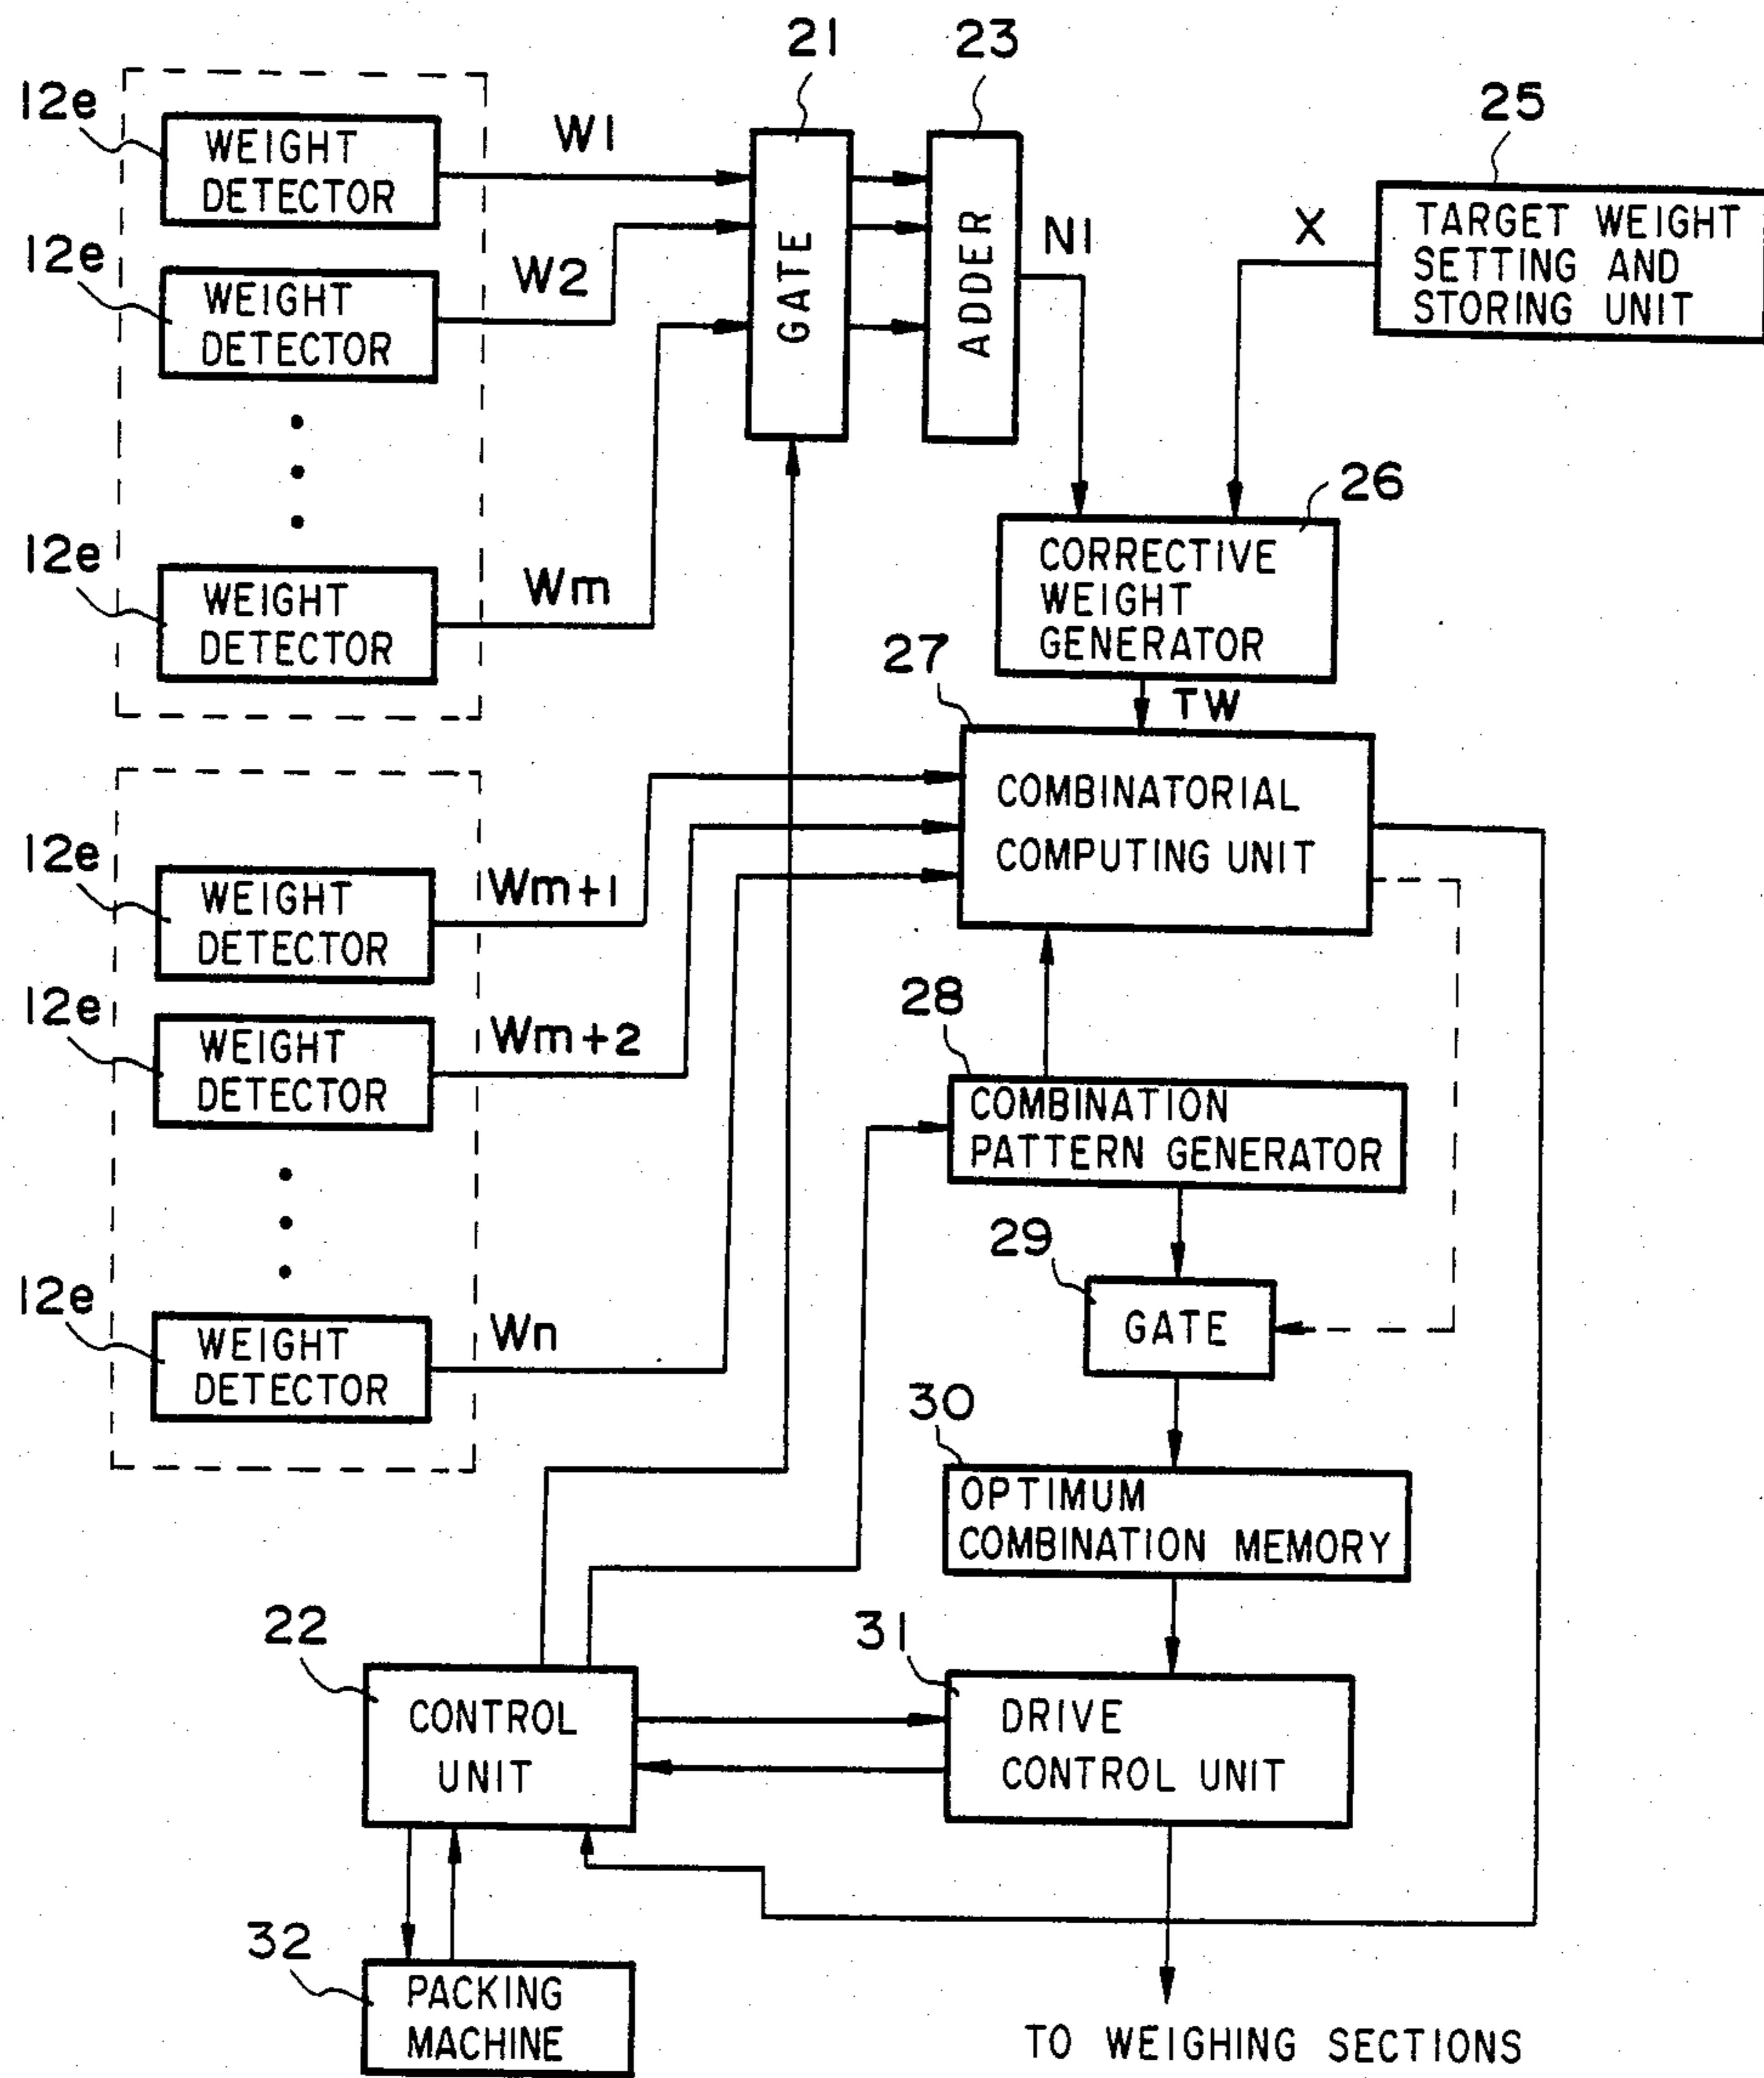 21
23
25
12e
WEIGHT
DETECTOR
W1
GATE
ADDER
N1
X
TARGET WEIGHT
SETTING AND
STORING UNIT
12e
WEIGHT
DETECTOR
W2
12e
WEIGHT
DETECTOR
Wm
26
CORRECTIVE
WEIGHT
GENERATOR
TW
27
COMBINATORIAL
COMPUTING UNIT
12e
WEIGHT
DETECTOR
Wm+1
12e
WEIGHT
DETECTOR
Wm+2
28
COMBINATION
PATTERN GENERATOR
29
GATE
12e
WEIGHT
DETECTOR
Wn
30
OPTIMUM
COMBINATION MEMORY
22
CONTROL
UNIT
31
DRIVE
CONTROL UNIT
32
PACKING
MACHINE
TO WEIGHING SECTIONS